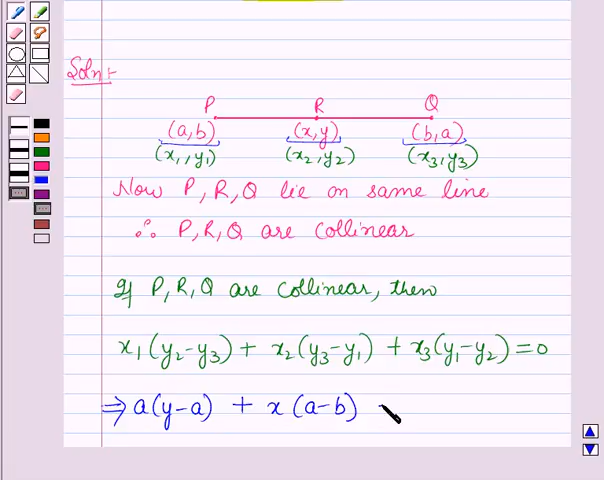 Soln:-
P R Q
(a,b) (x,y) (b,a)
(x₁,y₁) (x₂,y₂) (x₃,y₃)
Now P,R,Q lie on same line
∴ P,R,Q are collinear
If P,R,Q are collinear, then
x₁(y₂-y₃) + x₂(y₃-y₁) + x₃(y₁-y₂) = 0
⇒ a(y-a) + x(a-b)